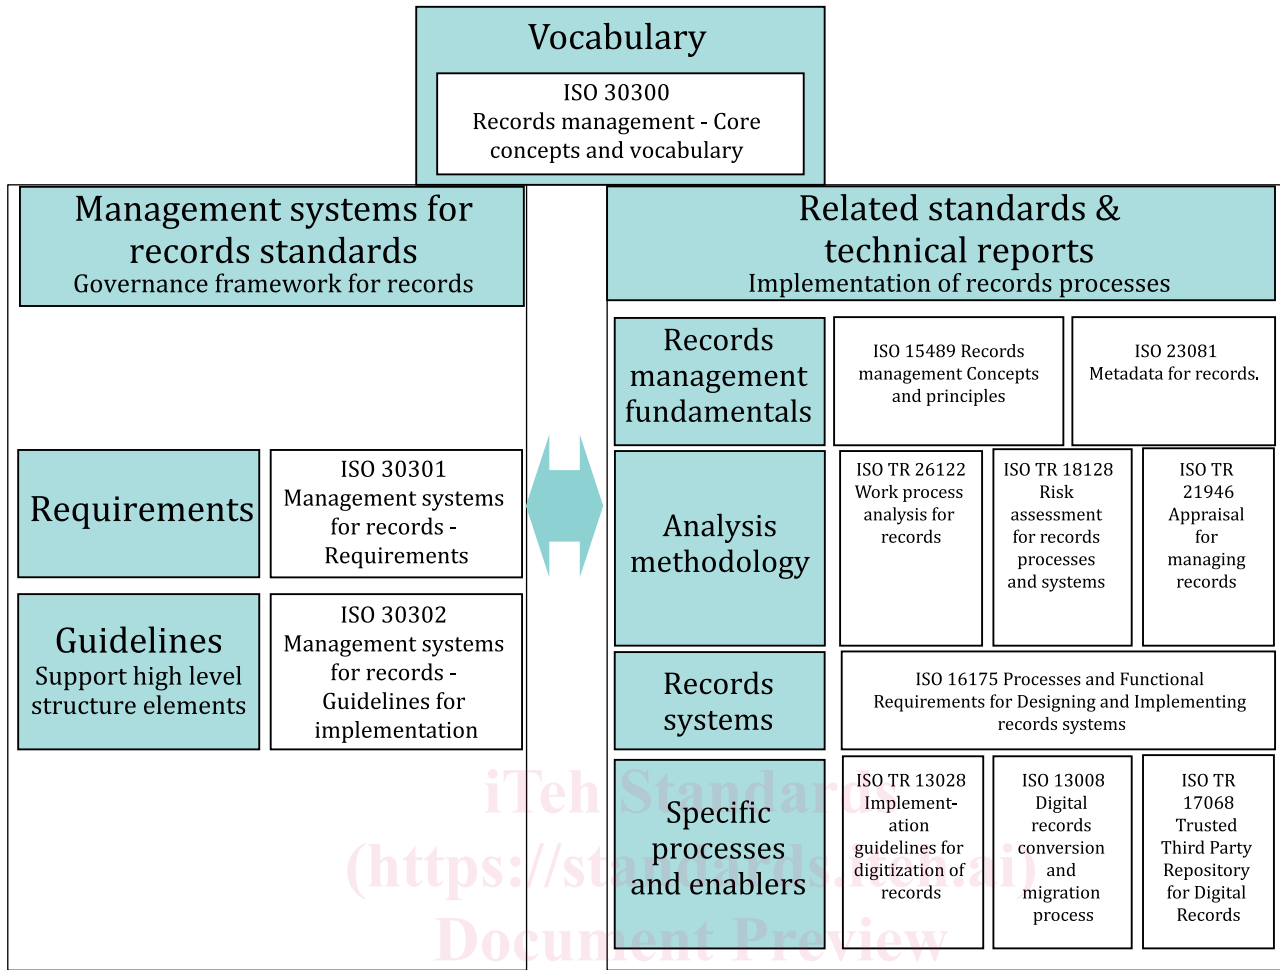 Vocabulary
ISO 30300
Records management - Core
concepts and vocabulary
Management systems for
records standards
Governance framework for records
Related standards &
technical reports
Implementation of records processes
Requirements
ISO 30301
Management systems
for records -
Requirements
Guidelines
Support high level
structure elements
ISO 30302
Management systems
for records -
Guidelines for
implementation
Records
management
fundamentals
ISO 15489 Records
management Concepts
and principles
ISO 23081
Metadata for records.
Analysis
methodology
ISO TR 26122
Work process
analysis for
records
ISO TR 18128
Risk
assessment
for records
processes
and systems
ISO TR
21946
Appraisal
for
managing
records
Records
systems
ISO 16175 Processes and Functional
Requirements for Designing and Implementing
records systems
Specific
processes
and enablers
ISO TR 13028
Implement-
ation
guidelines for
digitization of
records
ISO 13008
Digital
records
conversion
and
migration
process
ISO TR
17068
Trusted
Third Party
Repository
for Digital
Records
iTeh Standards
(https://standards.iteh.ai)
Document Preview